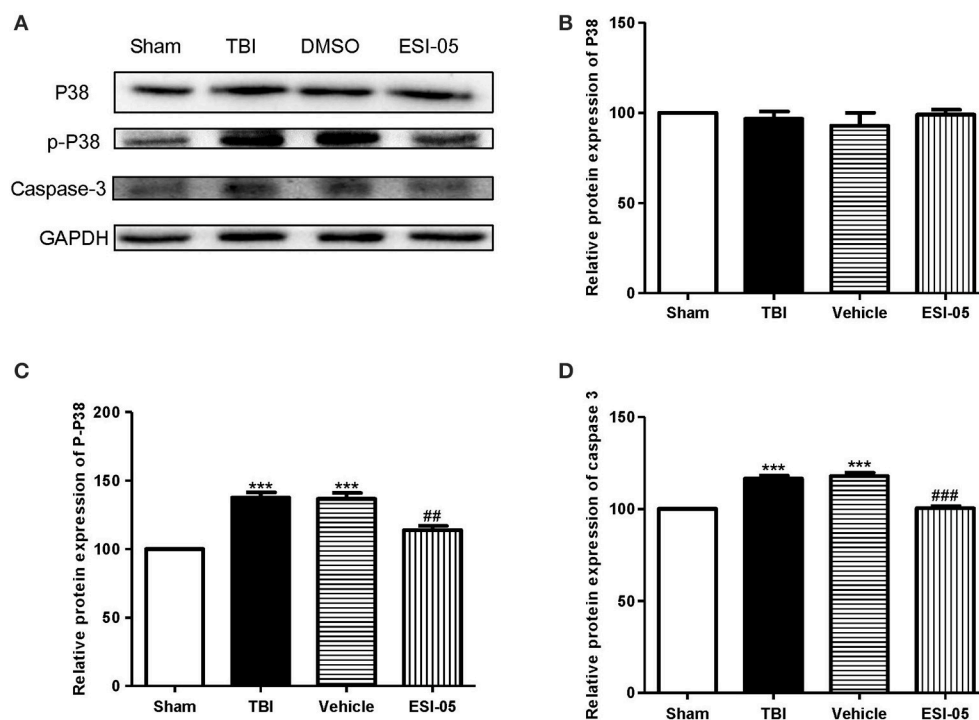 A
Sham TBI DMSO ESI-05
P38
p-P38
Caspase-3
GAPDH
B
Relative protein expression of P38
150
100
50
0
Sham TBI Vehicle ESI-05
C
Relative protein expression of P-P38
200
150
100
50
0
*** *** ##
Sham TBI Vehicle ESI-05
D
Relative protein expression of caspase 3
150
100
50
0
*** *** ###
Sham TBI Vehicle ESI-05